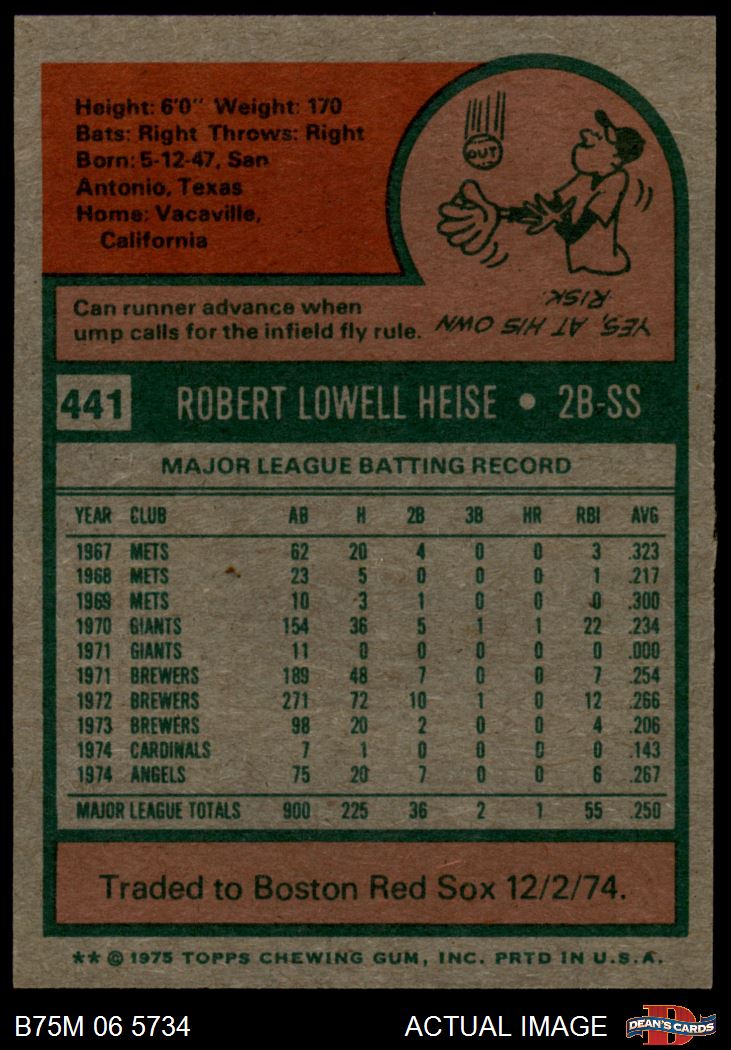 Height: 6'0" Weight: 170
Bats: Right Throws: Right
Born: 5-12-47, San
Antonio, Texas
Home: Vacaville,
California
OUT
Can runner advance when
ump calls for the infield fly rule.
YES, AT HIS OWN
RISK.
441 ROBERT LOWELL HEISE • 2B-SS
MAJOR LEAGUE BATTING RECORD
YEAR CLUB AB H 2B 3B HR RBI AVG
1967 METS 62 20 4 0 0 3 .323
1968 METS 23 5 0 0 0 1 .217
1969 METS 10 3 1 0 0 0 .300
1970 GIANTS 154 36 5 1 1 22 .234
1971 GIANTS 11 0 0 0 0 0 .000
1971 BREWERS 189 48 7 0 0 7 .254
1972 BREWERS 271 72 10 1 0 12 .266
1973 BREWERS 98 20 2 0 0 4 .206
1974 CARDINALS 7 1 0 0 0 0 .143
1974 ANGELS 75 20 7 0 0 6 .267
MAJOR LEAGUE TOTALS 900 225 36 2 1 55 .250
Traded to Boston Red Sox 12/2/74.
** © 1975 TOPPS CHEWING GUM, INC. PRTD IN U.S.A.
B75M 06 5734 ACTUAL IMAGE D DEAN'S CARDS